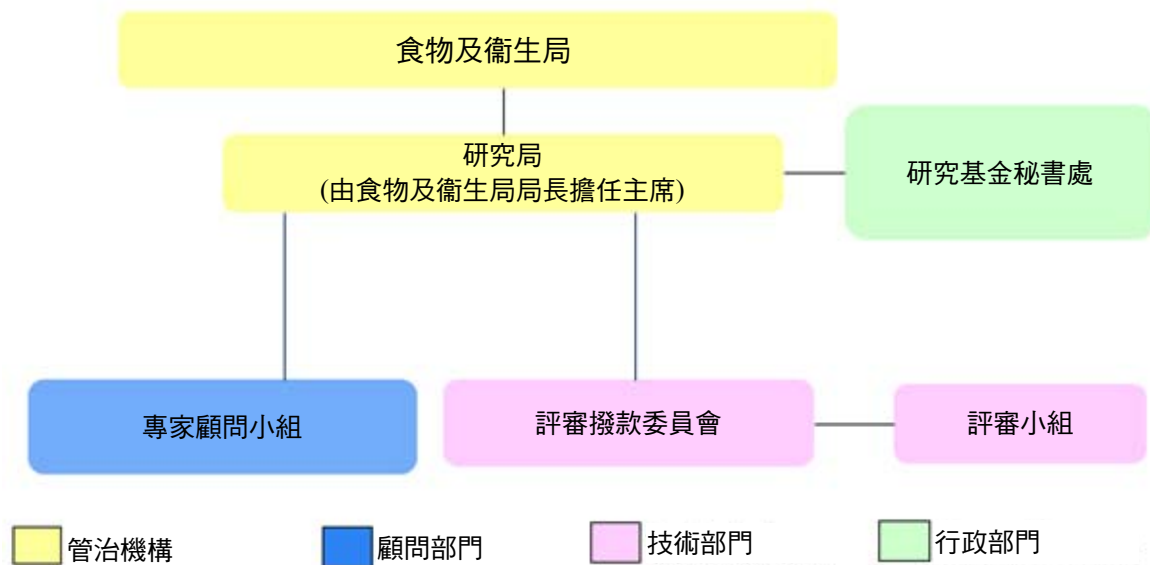 食物及衞生局
研究局
(由食物及衞生局局長擔任主席)
研究基金秘書處
專家顧問小組
評審撥款委員會
評審小組
管治機構
顧問部門
技術部門
行政部門